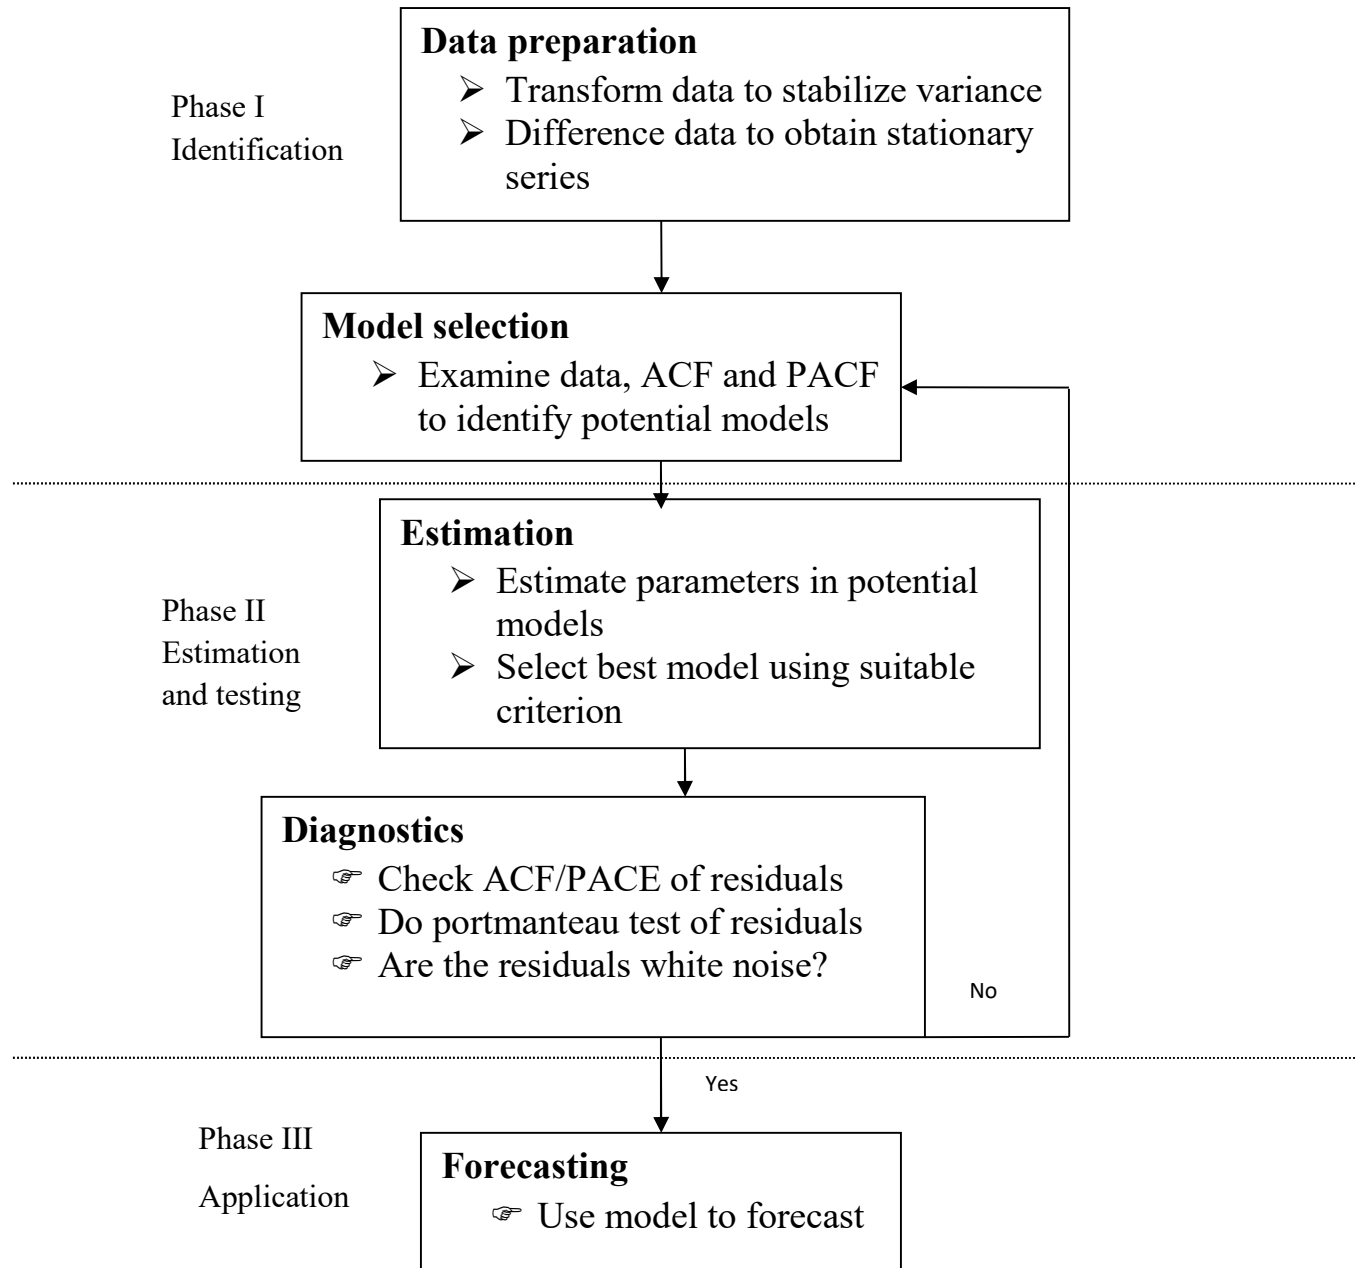 Data preparation
➢ Transform data to stabilize variance
➢ Difference data to obtain stationary
series
Phase I
Identification
Model selection
➢ Examine data, ACF and PACF
to identify potential models
Estimation
➢ Estimate parameters in potential
models
➢ Select best model using suitable
criterion
Phase II
Estimation
and testing
Diagnostics
☞ Check ACF/PACE of residuals
☞ Do portmanteau test of residuals
☞ Are the residuals white noise?
No
Yes
Phase III
Application
Forecasting
☞ Use model to forecast